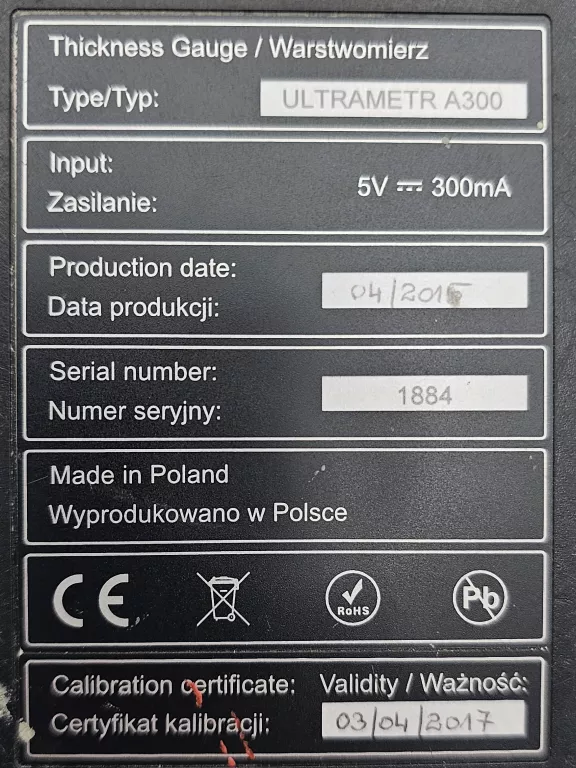 Thickness Gauge / Warstwomierz
Type/Typ: ULTRAMETR A300
Input:
Zasilanie:
5V ⎓ 300mA
Production date:
Data produkcji:
04/2015
Serial number:
Numer seryjny:
1884
Made in Poland
Wyprodukowano w Polsce
CE
RoHS
Pb
Calibration certificate: Validity / Ważność:
Certyfikat kalibracji: 03/04/2017